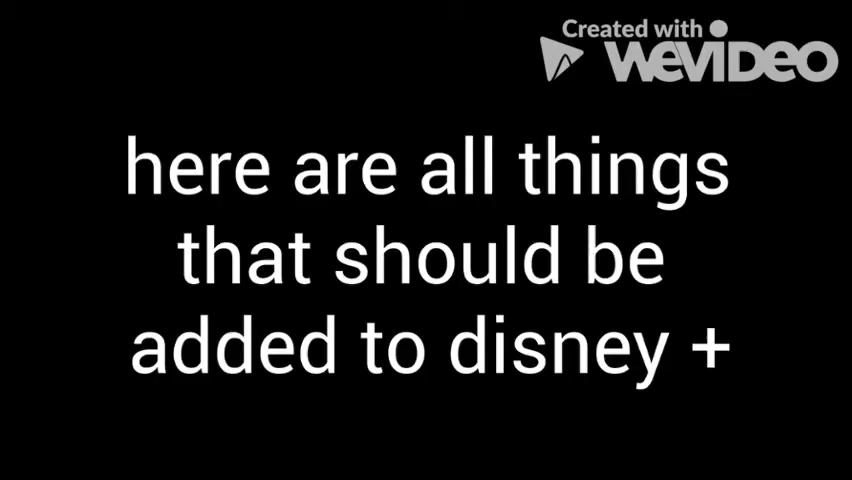 Created with
WEVIDEO
here are all things
that should be
added to disney +